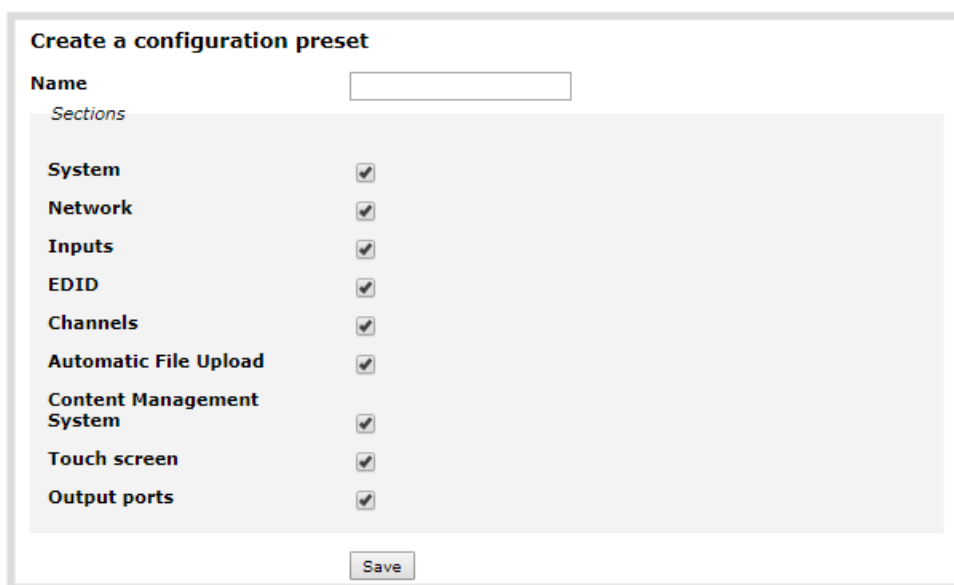 Create a configuration preset
Name
Sections
System
Network
Inputs
EDID
Channels
Automatic File Upload
Content Management
System
Touch screen
Output ports
Save